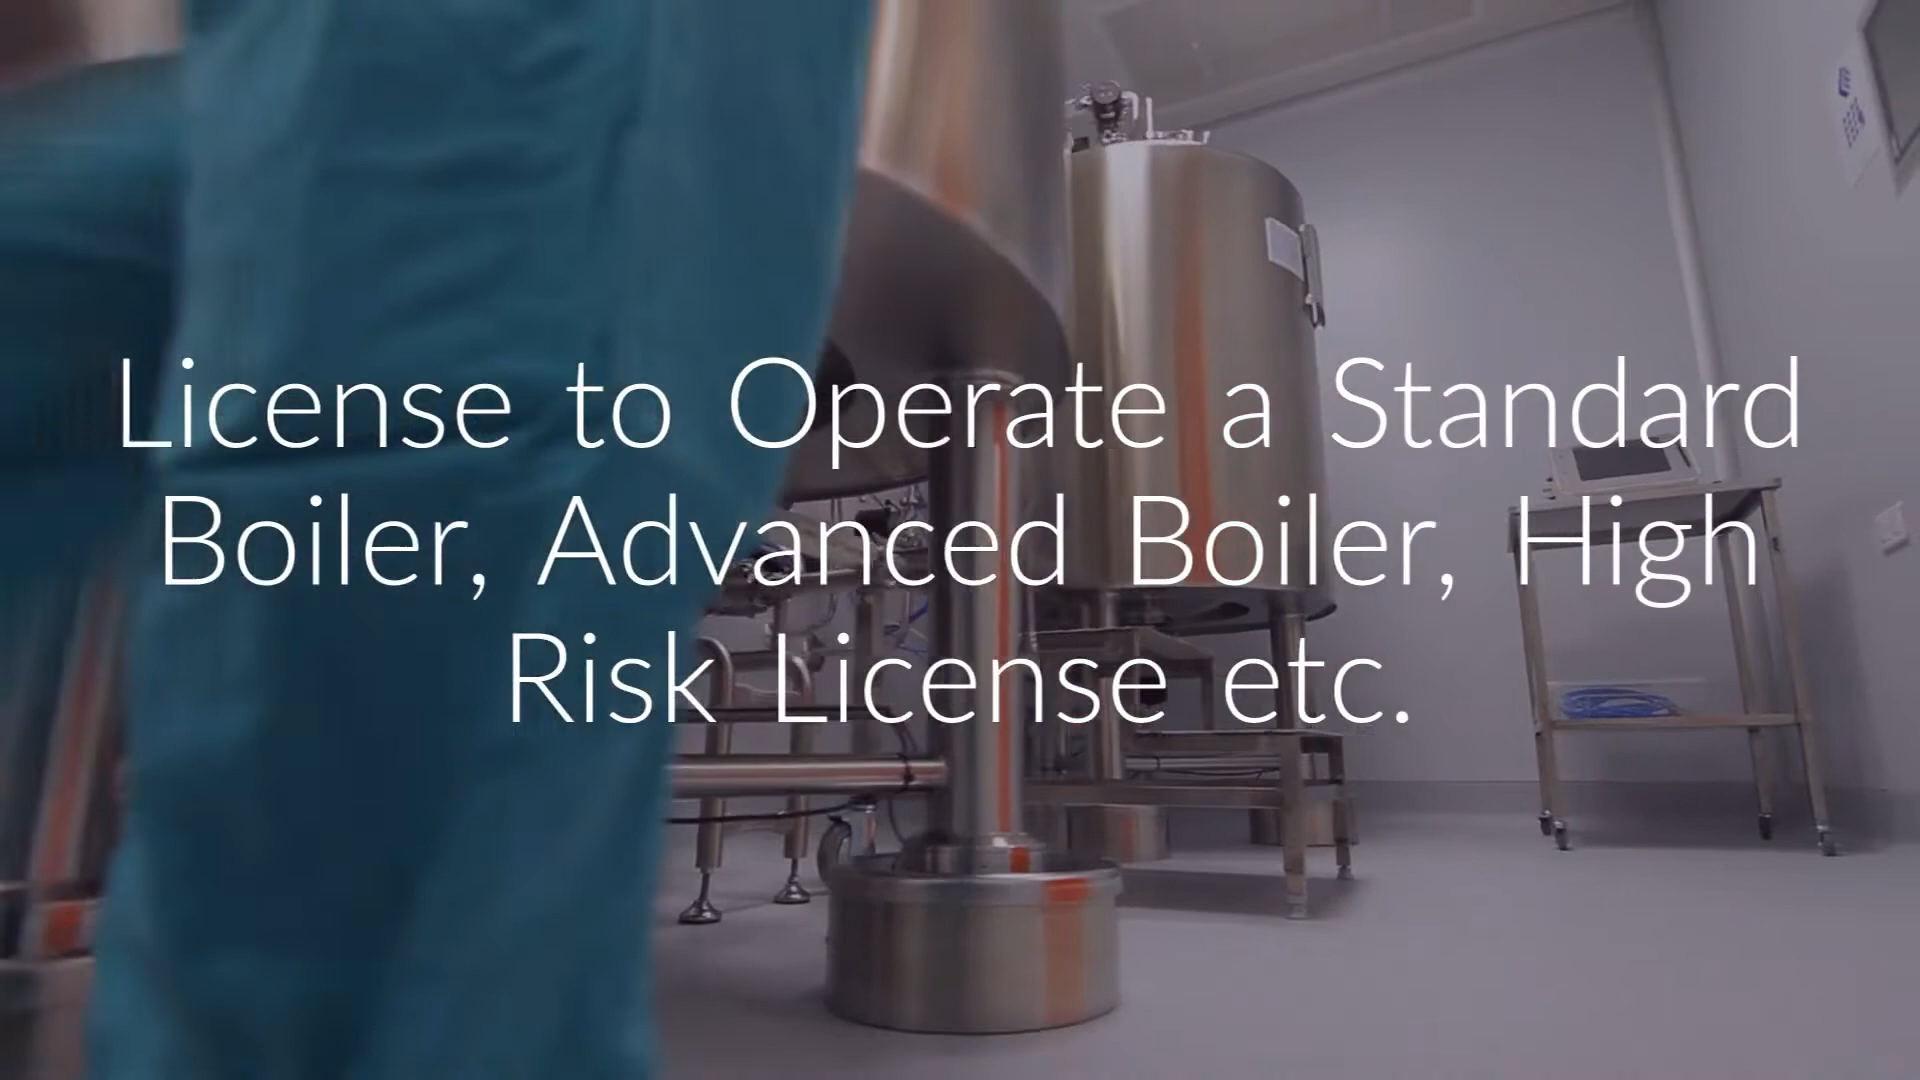 License to Operate a Standard
Boiler, Advanced Boiler, High
Risk License etc.